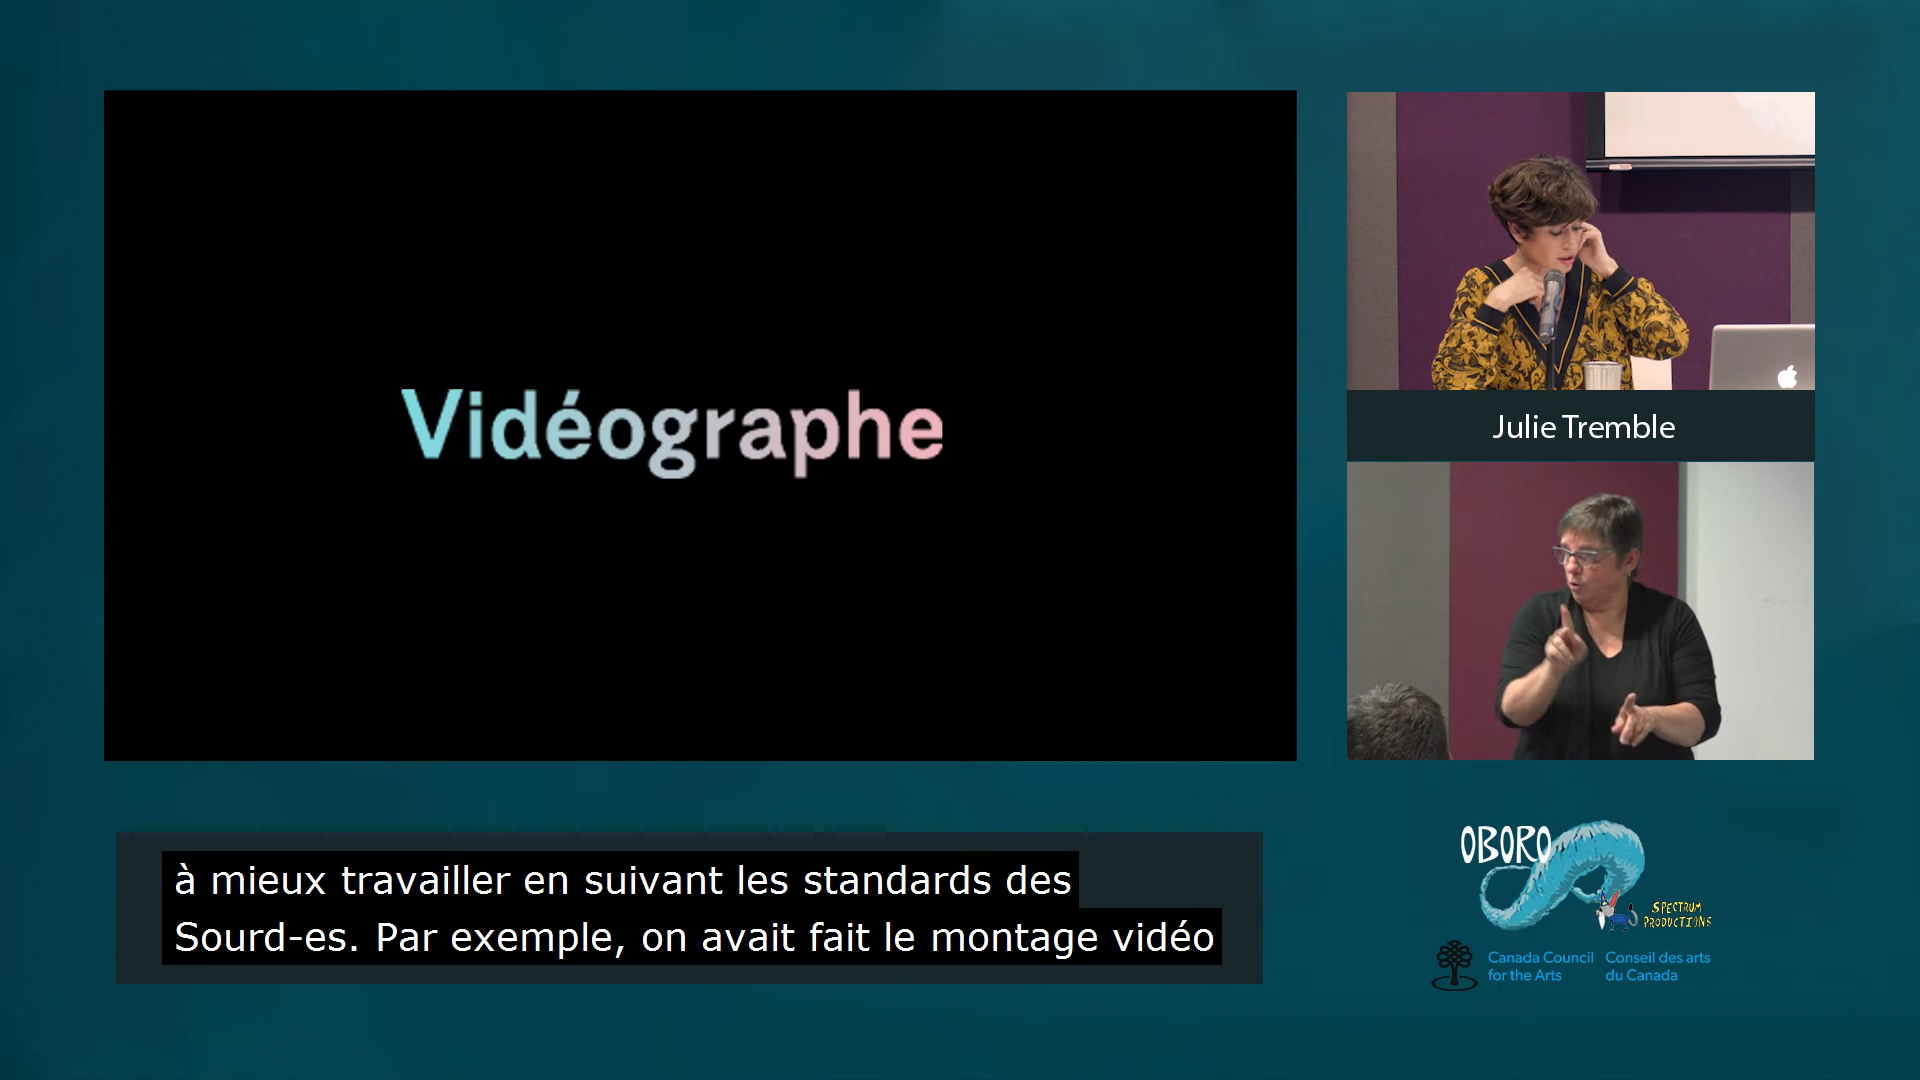 Vidéographe
Julie Tremble
à mieux travailler en suivant les standards des
Sourd-es. Par exemple, on avait fait le montage vidéo
OBORO
SPECTRUM
PRODUCTIONS
Canada Council
for the Arts
Conseil des arts
du Canada